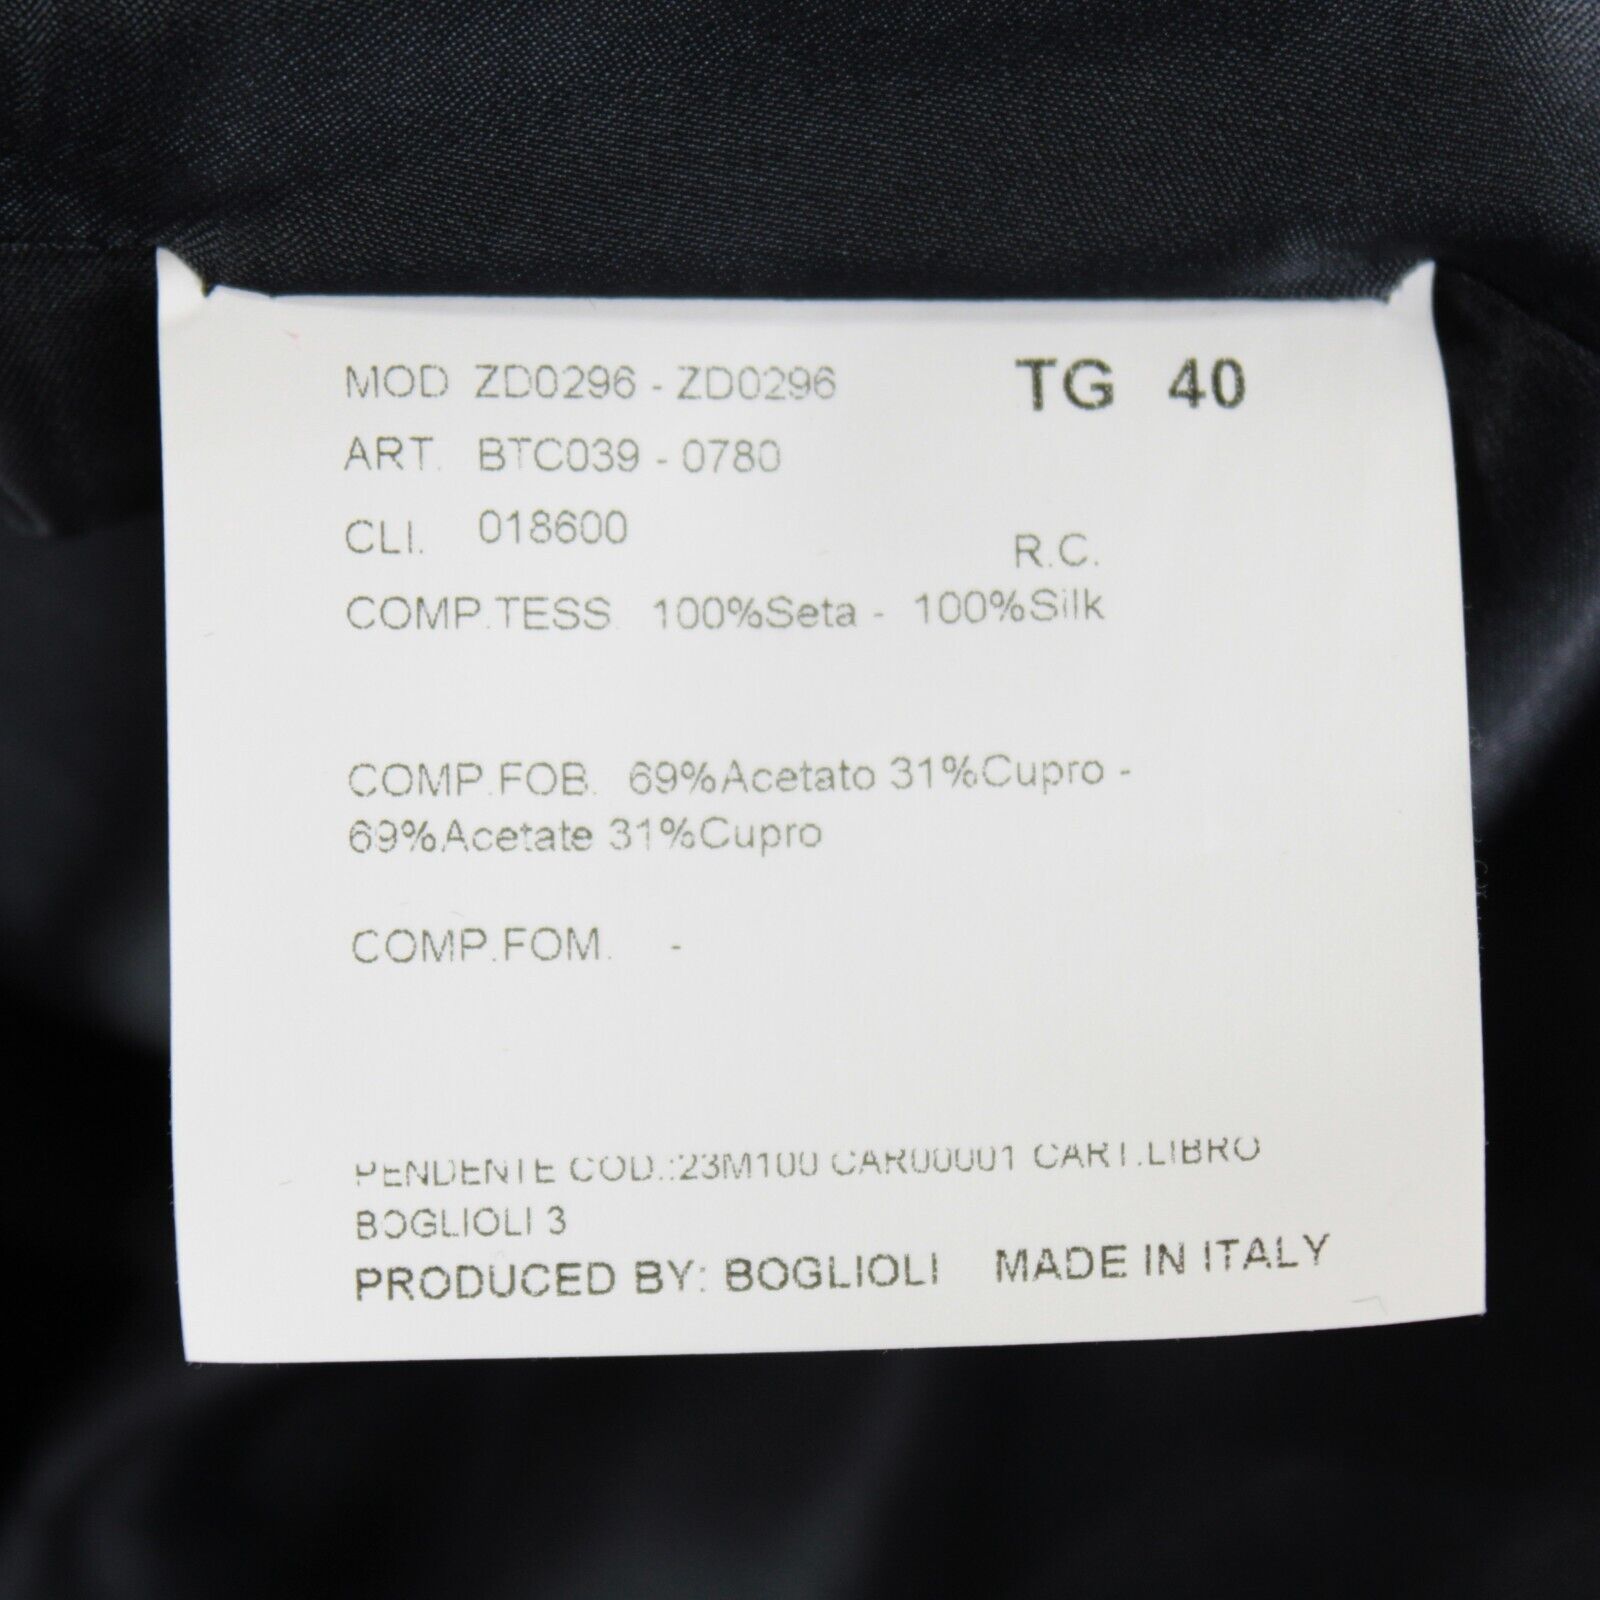 MOD ZD0296 - ZD0296 TG 40
ART. BTC039 - 0780
CLI. 018600
R.C.
COMP.TESS. 100%Seta - 100%Silk
COMP.FOB. 69%Acetato 31%Cupro -
69%Acetate 31%Cupro
COMP.FOM. -
PENDENTE COD.:23M100 CAR00001 CART.LIBRO
BOGLIOLI 3
PRODUCED BY: BOGLIOLI MADE IN ITALY